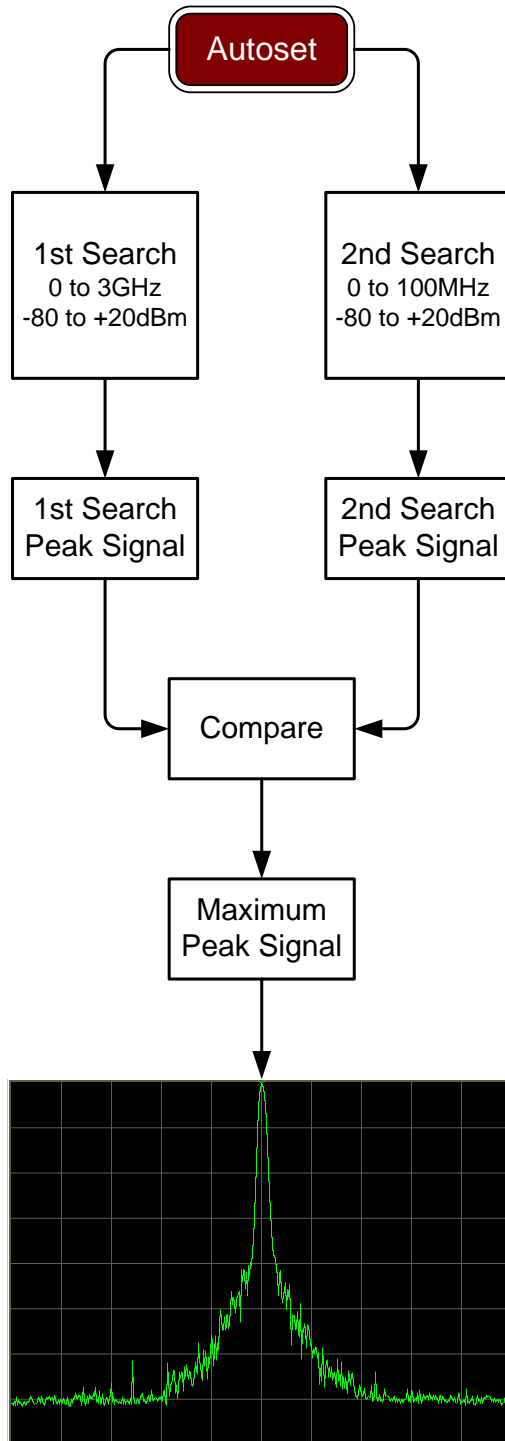 Autoset
1st Search
0 to 3GHz
-80 to +20dBm
2nd Search
0 to 100MHz
-80 to +20dBm
1st Search
Peak Signal
2nd Search
Peak Signal
Compare
Maximum
Peak Signal